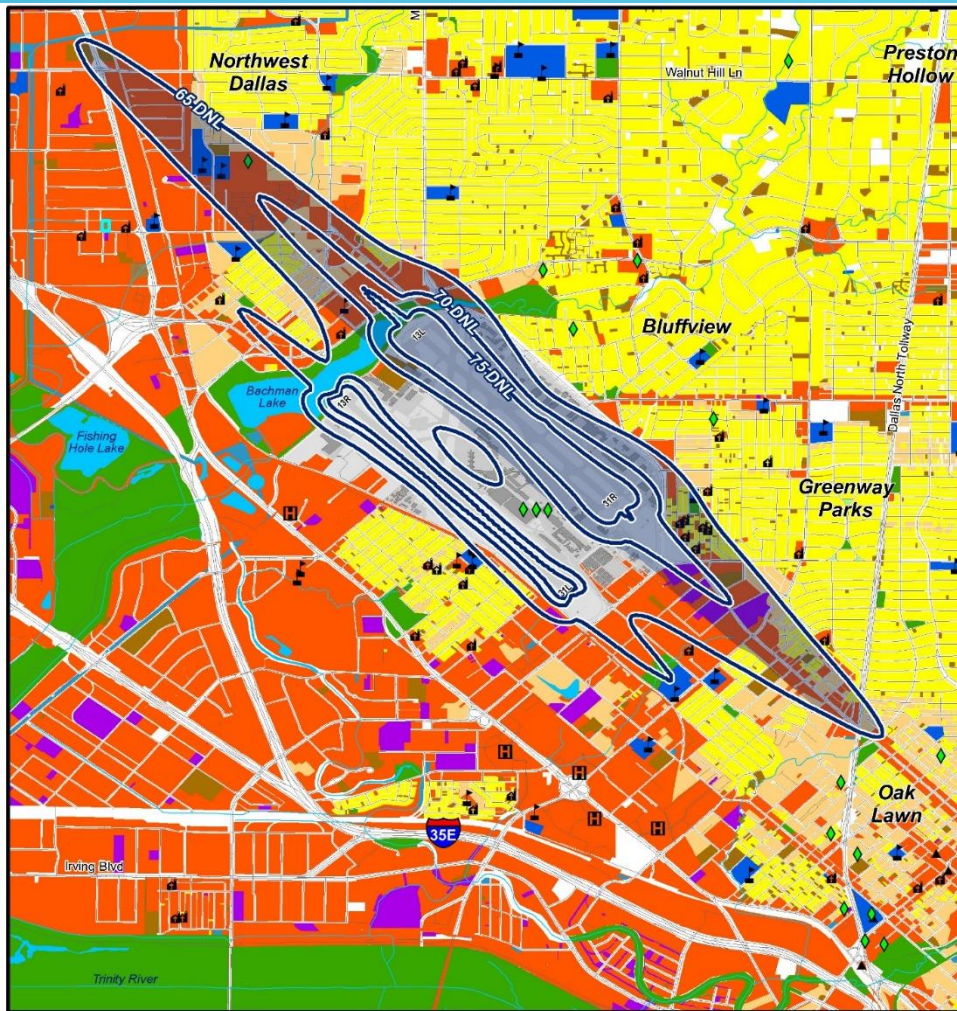 M
Northwest
Dallas
Preston
Hollow
Walnut Hill Ln
65 DNL
70 DNL
75 DNL
13L
Bluffview
Dallas North Tollway
Bachman
Lake
13R
Fishing
Hole Lake
Greenway
Parks
31R
H
31L
H
H
H
H
Oak
Lawn
35E
Irving Blvd
Trinity River